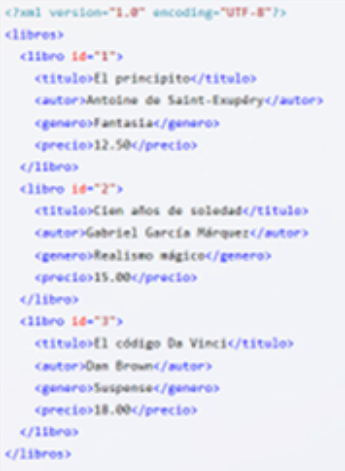 <?xml version="1.0" encoding="UTF-8"?>
<libros>
<libro id="1">
<titulo>El principito</titulo>
<autor>Antoine de Saint-Exupéry</autor>
<genero>Fantasia</genero>
<precio>12.50</precio>
</libro>
<libro id="2">
<titulo>Cien años de soledad</titulo>
<autor>Gabriel García Márquez</autor>
<genero>Realismo mágico</genero>
<precio>15.00</precio>
</libro>
<libro id="3">
<titulo>El código Da Vinci</titulo>
<autor>Dan Brown</autor>
<genero>Suspense</genero>
<precio>18.00</precio>
</libro>
</libros>